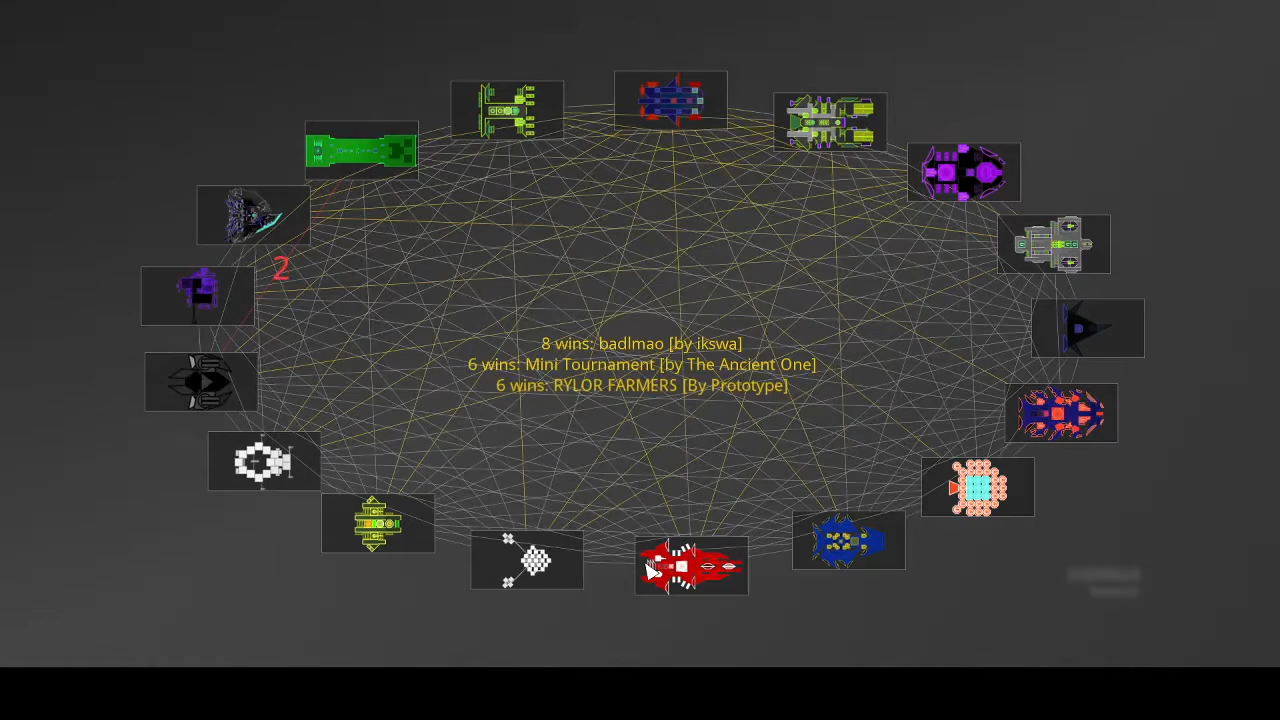 2
8 wins: badlmao [by ikswa]
6 wins: Mini Tournament [by The Ancient One]
6 wins: RYLOR FARMERS [By Prototype]